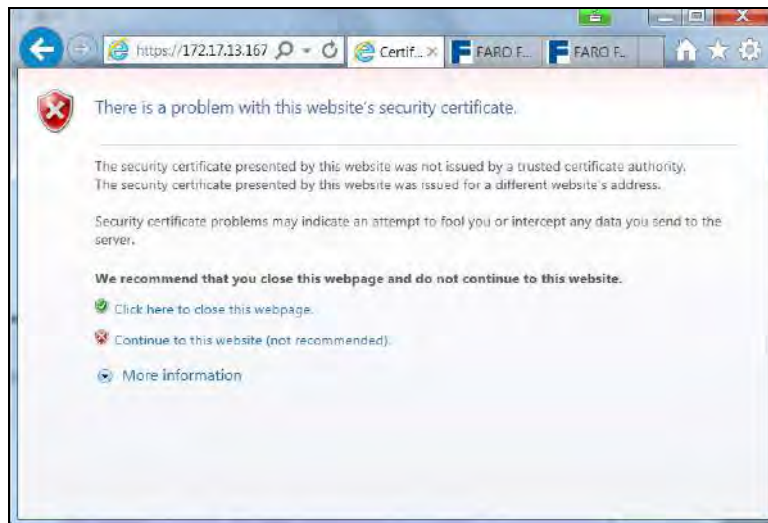 https://172.17.13.167
Certif...
FARO F...
FARO F...
There is a problem with this website's security certificate.
The security certificate presented by this website was not issued by a trusted certificate authority.
The security certificate presented by this website was issued for a different website's address.
Security certificate problems may indicate an attempt to fool you or intercept any data you send to the
server.
We recommend that you close this webpage and do not continue to this website.
Click here to close this webpage.
Continue to this website (not recommended).
More information